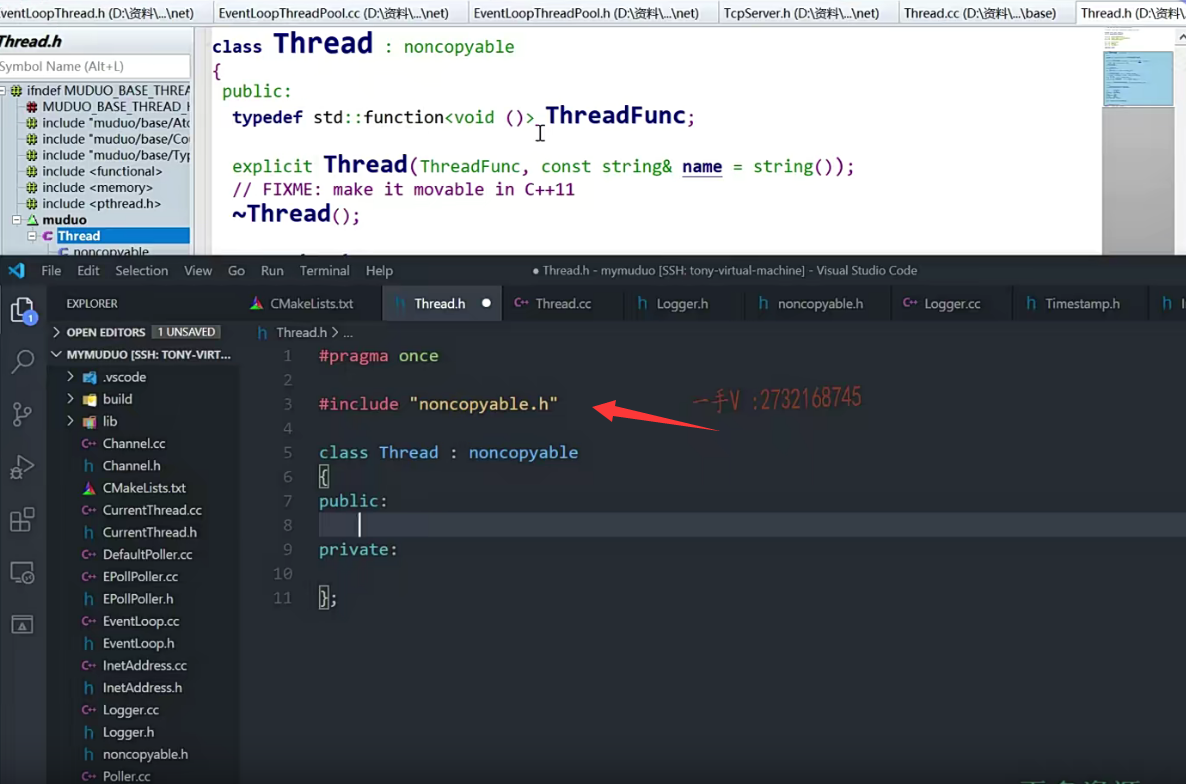 ventLoopThread.h (D:\资料\...\net) EventLoopThreadPool.cc (D:\资料\...\net) EventLoopThreadPool.h (D:\资料\...\net) TcpServer.h (D:\资料\...\net) Thread.cc (D:\资料\...\base) Thread.h (D:\资料\
Thread.h
Symbol Name (Alt+L)
ifndef MUDUO_BASE_THREA
MUDUO_BASE_THREAD_H
include "muduo/base/Ato
include "muduo/base/Co
include "muduo/base/Typ
include <functional>
include <memory>
include <pthread.h>
muduo
Thread
noncopyable
class Thread : noncopyable
{
public:
typedef std::function<void ()> ThreadFunc;
explicit Thread(ThreadFunc, const string& name = string());
// FIXME: make it movable in C++11
~Thread();
File Edit Selection View Go Run Terminal Help ● Thread.h - mymuduo [SSH: tony-virtual-machine] - Visual Studio Code
EXPLORER
CMakeLists.txt Thread.h Thread.cc Logger.h noncopyable.h Logger.cc Timestamp.h
OPEN EDITORS 1 UNSAVED
MYMUDUO [SSH: TONY-VIRT...
.vscode
build
lib
Channel.cc
Channel.h
CMakeLists.txt
CurrentThread.cc
CurrentThread.h
DefaultPoller.cc
EPollPoller.cc
EPollPoller.h
EventLoop.cc
EventLoop.h
InetAddress.cc
InetAddress.h
Logger.cc
Logger.h
noncopyable.h
Poller.cc
Thread.h > ...
1 #pragma once
2
3 #include "noncopyable.h"
4
5 class Thread : noncopyable
6 {
7 public:
8
9 private:
10
11 };
一手V :2732168745